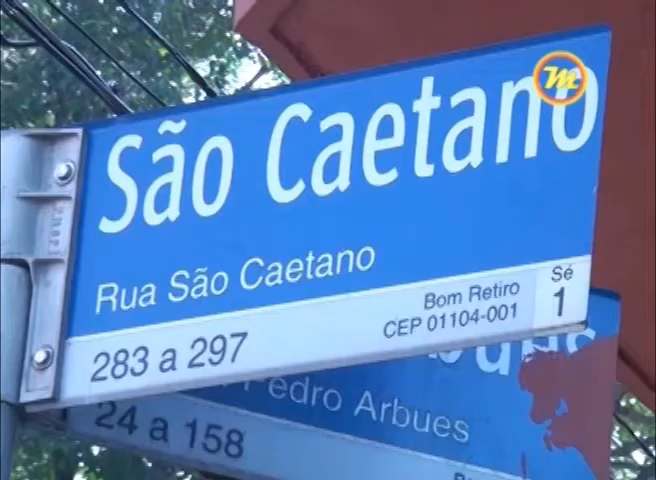 São Caetano
Rua São Caetano
Bom Retiro
CEP 01104-001
Sé
1
283 a 297
Pedro Arbues
24 a 158